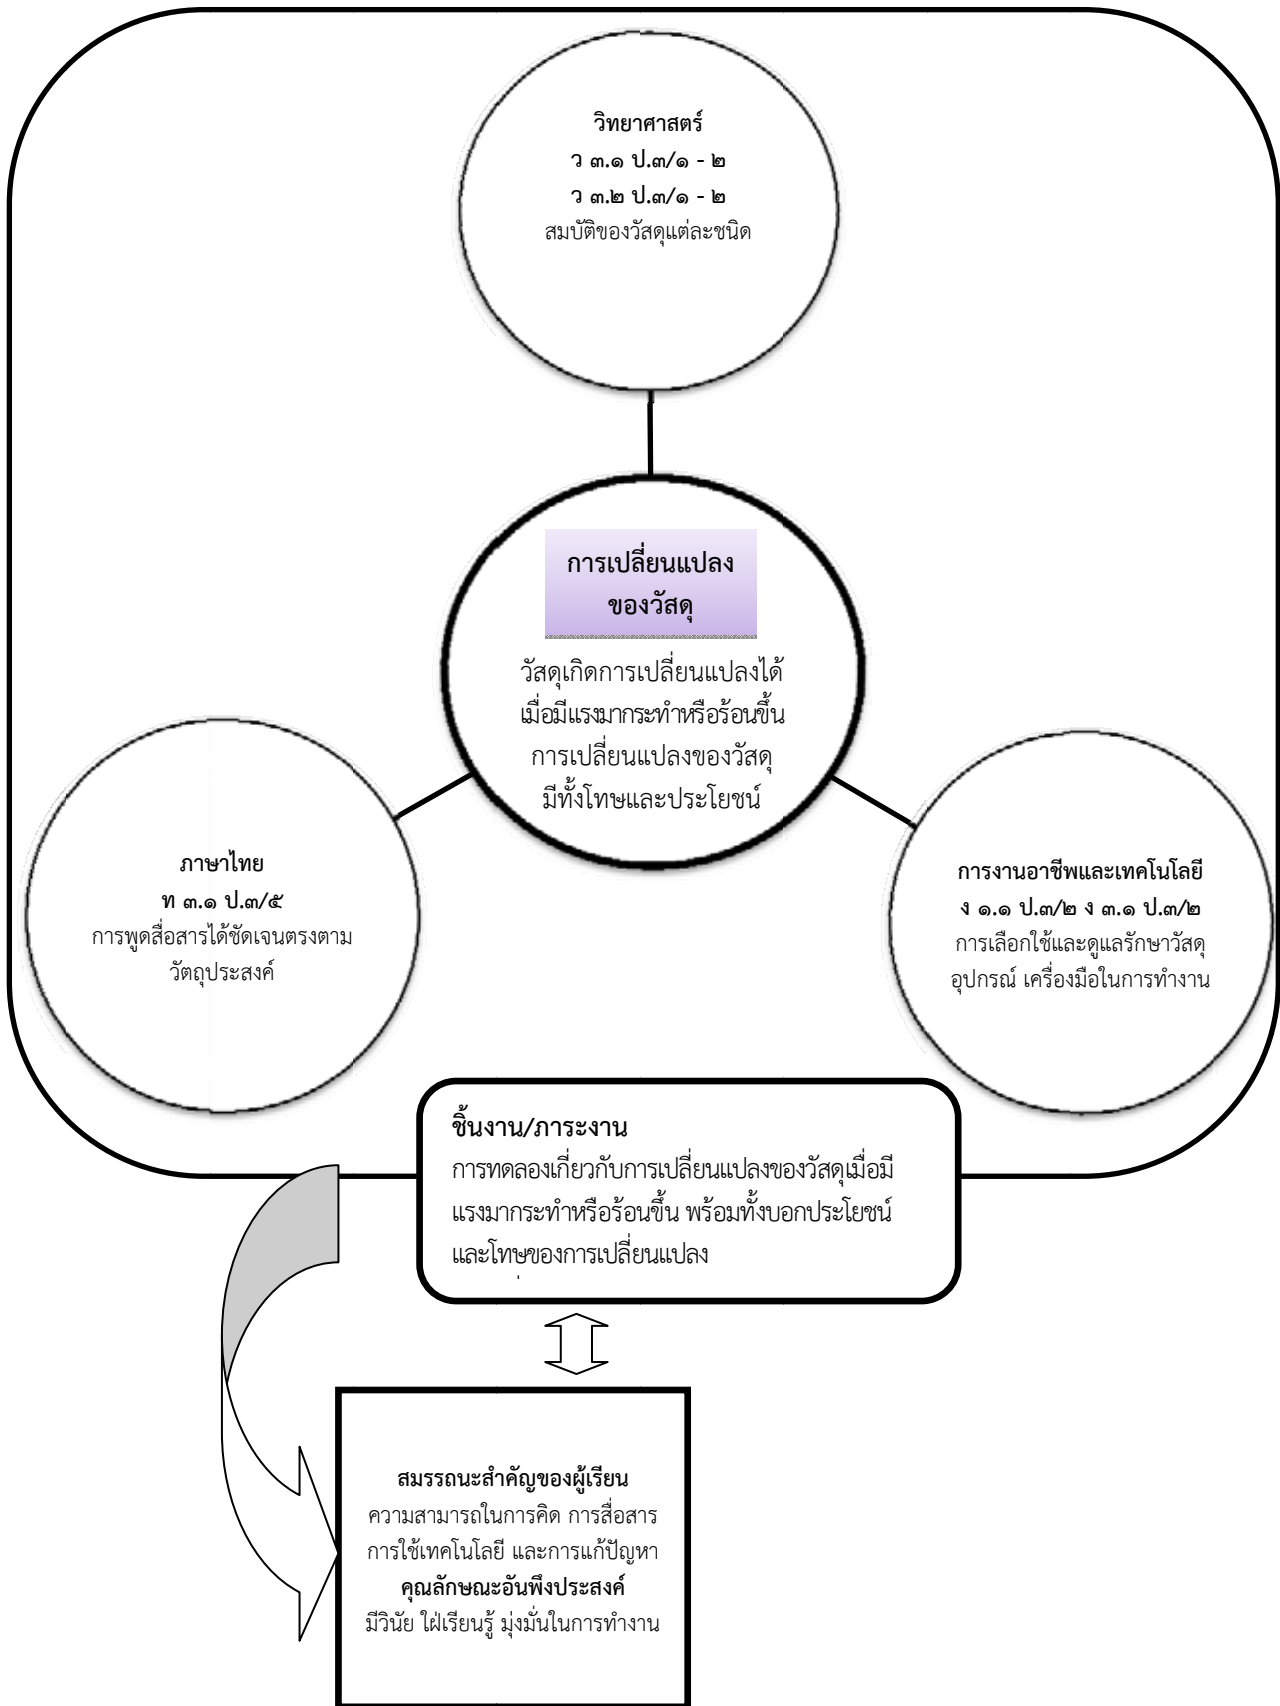 วิทยาศาสตร์
ว ๓.๑ ป.๓/๑ - ๒
ว ๓.๒ ป.๓/๑ - ๒
สมบัติของวัสดุแต่ละชนิด
การเปลี่ยนแปลง
ของวัสดุ
วัสดุเกิดการเปลี่ยนแปลงได้
เมื่อมีแรงมากระทำหรือร้อนขึ้น
การเปลี่ยนแปลงของวัสดุ
มีทั้งโทษและประโยชน์
ภาษาไทย
ท ๓.๑ ป.๓/๕
การพูดสื่อสารได้ชัดเจนตรงตาม
วัตถุประสงค์
การงานอาชีพและเทคโนโลยี
ง ๑.๑ ป.๓/๒ ง ๓.๑ ป.๓/๒
การเลือกใช้และดูแลรักษาวัสดุ
อุปกรณ์ เครื่องมือในการทำงาน
ชิ้นงาน/ภาระงาน
การทดลองเกี่ยวกับการเปลี่ยนแปลงของวัสดุเมื่อมี
แรงมากระทำหรือร้อนขึ้น พร้อมทั้งบอกประโยชน์
และโทษของการเปลี่ยนแปลง
สมรรถนะสำคัญของผู้เรียน
ความสามารถในการคิด การสื่อสาร
การใช้เทคโนโลยี และการแก้ปัญหา
คุณลักษณะอันพึงประสงค์
มีวินัย ใฝ่เรียนรู้ มุ่งมั่นในการทำงาน